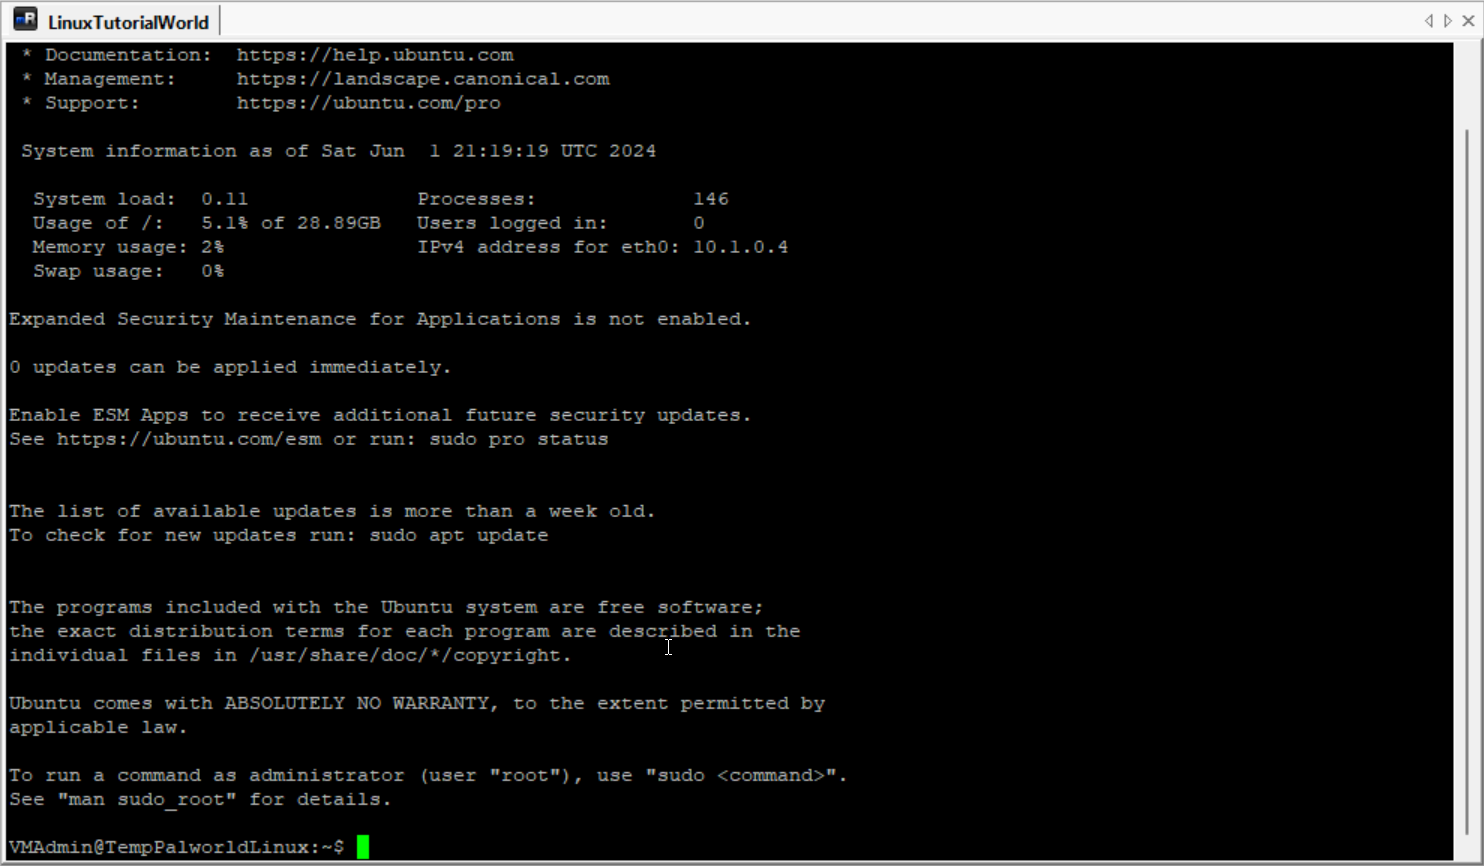 LinuxTutorialWorld
* Documentation:  https://help.ubuntu.com
* Management:     https://landscape.canonical.com
* Support:        https://ubuntu.com/pro
System information as of Sat Jun  1 21:19:19 UTC 2024
System load:  0.11              Processes:             146
Usage of /:   5.1% of 28.89GB   Users logged in:       0
Memory usage: 2%                IPv4 address for eth0: 10.1.0.4
Swap usage:   0%
Expanded Security Maintenance for Applications is not enabled.
0 updates can be applied immediately.
Enable ESM Apps to receive additional future security updates.
See https://ubuntu.com/esm or run: sudo pro status
The list of available updates is more than a week old.
To check for new updates run: sudo apt update
The programs included with the Ubuntu system are free software;
the exact distribution terms for each program are described in the
individual files in /usr/share/doc/*/copyright.
Ubuntu comes with ABSOLUTELY NO WARRANTY, to the extent permitted by
applicable law.
To run a command as administrator (user "root"), use "sudo <command>".
See "man sudo_root" for details.
VMAdmin@TempPalworldLinux:~$